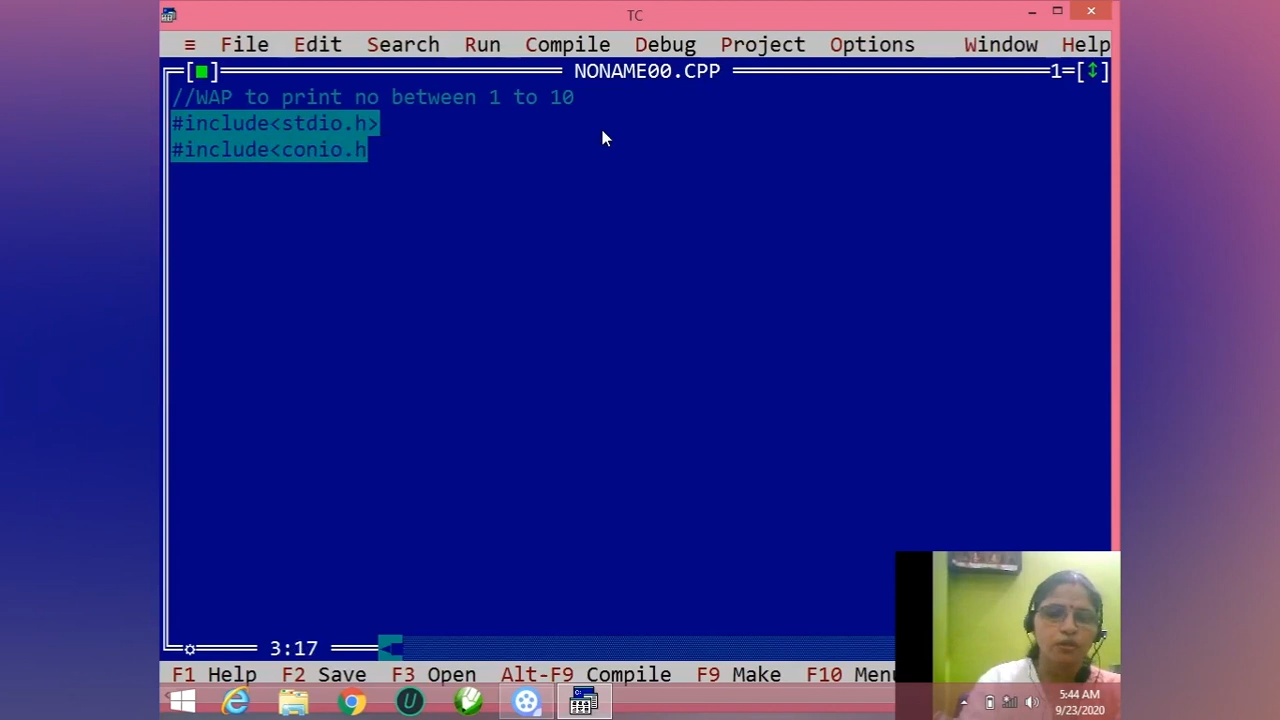 TC
≡ File Edit Search Run Compile Debug Project Options Window Help
[■] NONAME00.CPP 1=[↕]
//WAP to print no between 1 to 10
#include<stdio.h>
#include<conio.h
3:17
F1 Help F2 Save F3 Open Alt-F9 Compile F9 Make F10 Menu
U
5:44 AM
9/23/2020